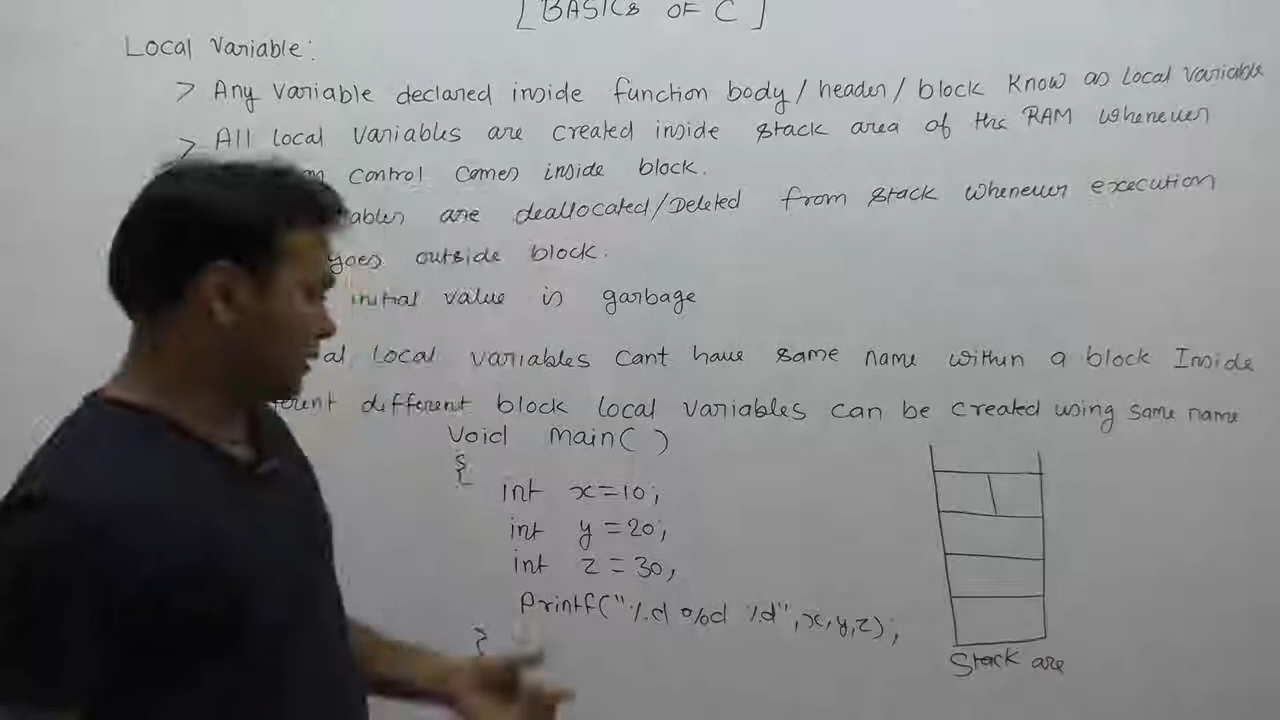 [BASICS OF C]
Local Variable:
> Any variable declared inside function body/header/block Know as Local variable
> All local variables are created inside stack area of the RAM whenever
control comes inside block.
are deallocated/Deleted from stack whenever execution
goes outside block.
initial value is garbage
local variables cant have same name within a block Inside
different block local variables can be created using same name
Void main( )
{
int x=10;
int y=20;
int z=30;
Printf("%d %d %d",x,y,z);
}
Stack are